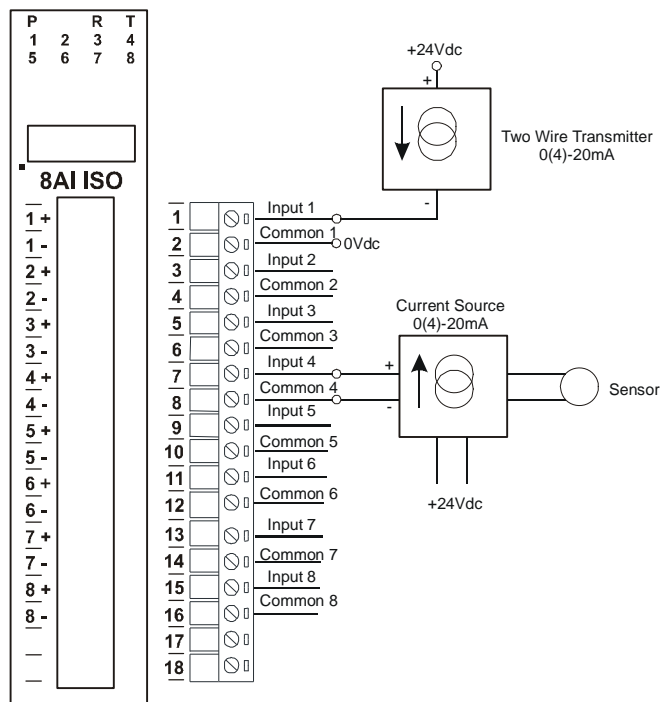 P R T
1 2 3 4
5 6 7 8
8AI ISO
1 +
1 -
2 +
2 -
3 +
3 -
4 +
4 -
5 +
5 -
6 +
6 -
7 +
7 -
8 +
8 -
1
2
3
4
5
6
7
8
9
10
11
12
13
14
15
16
17
18
Input 1
Common 1
0Vdc
Input 2
Common 2
Input 3
Common 3
Input 4
Common 4
Input 5
Common 5
Input 6
Common 6
Input 7
Common 7
Input 8
Common 8
+24Vdc
+
-
Two Wire Transmitter
0(4)-20mA
Current Source
0(4)-20mA
+
-
Sensor
+24Vdc